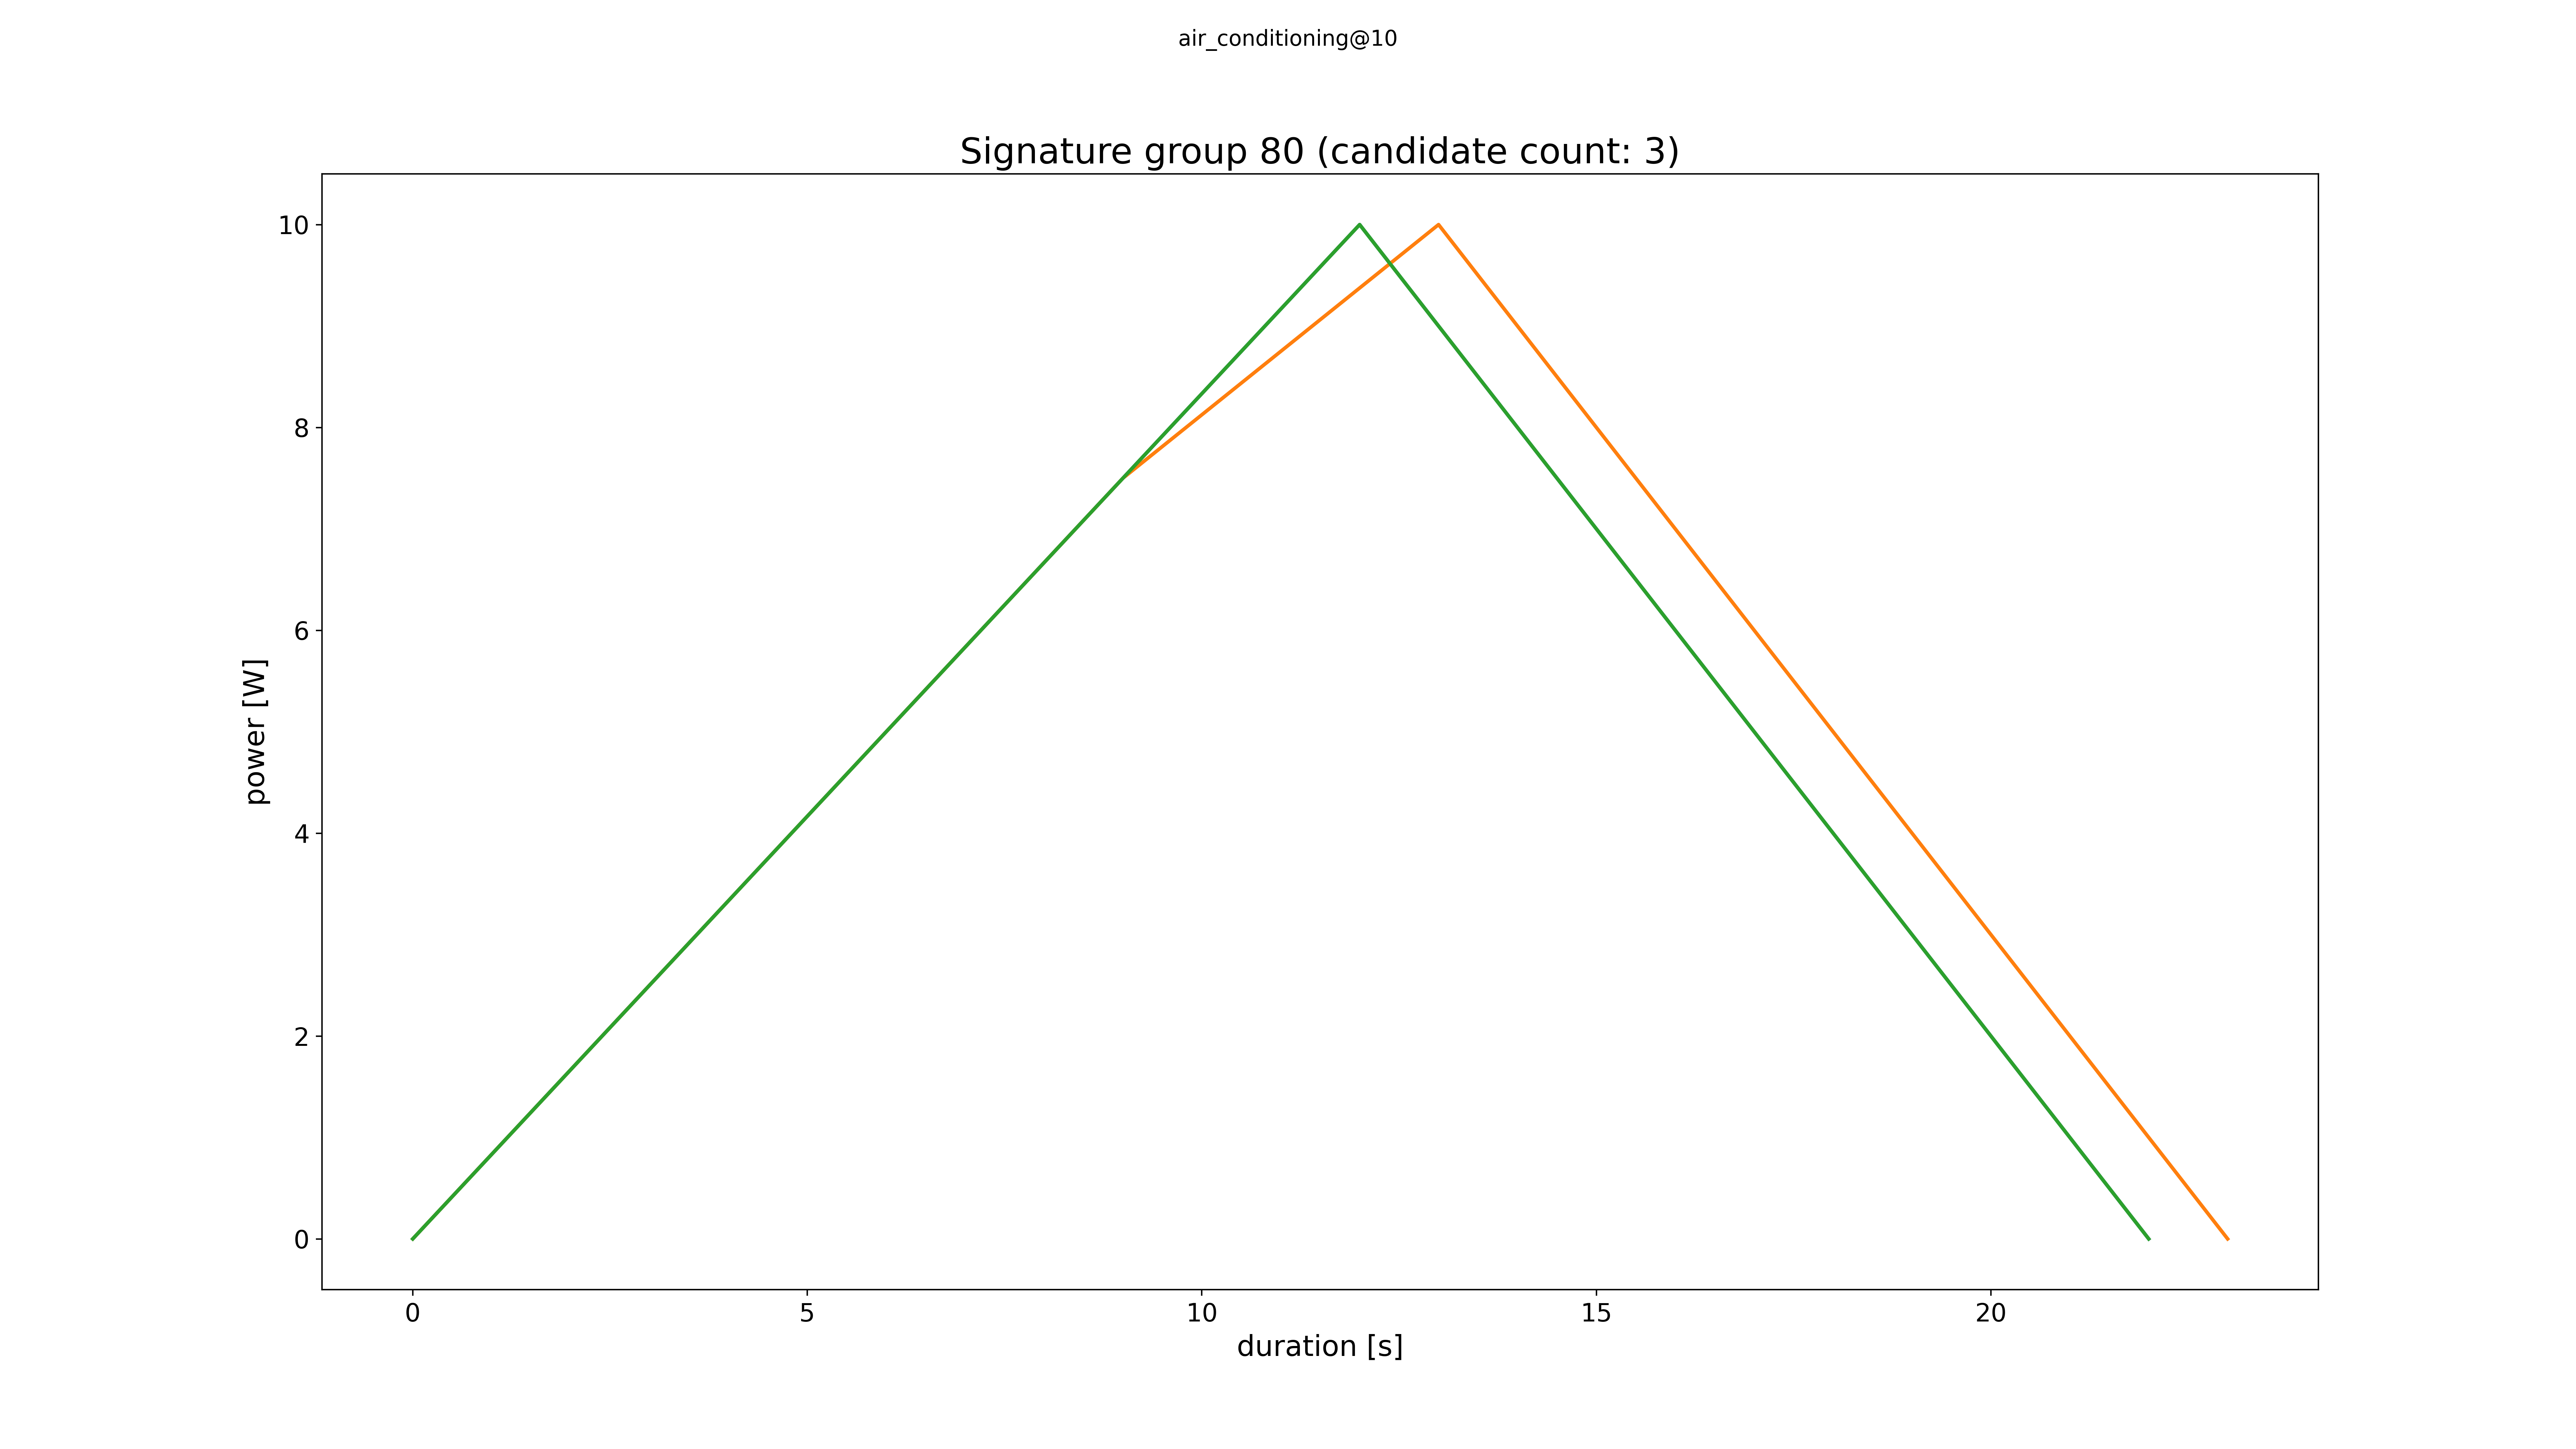 air_conditioning@10
Signature group 80 (candidate count: 3)
10
8
6
4
2
0
power [W]
0 5 10 15 20
duration [s]